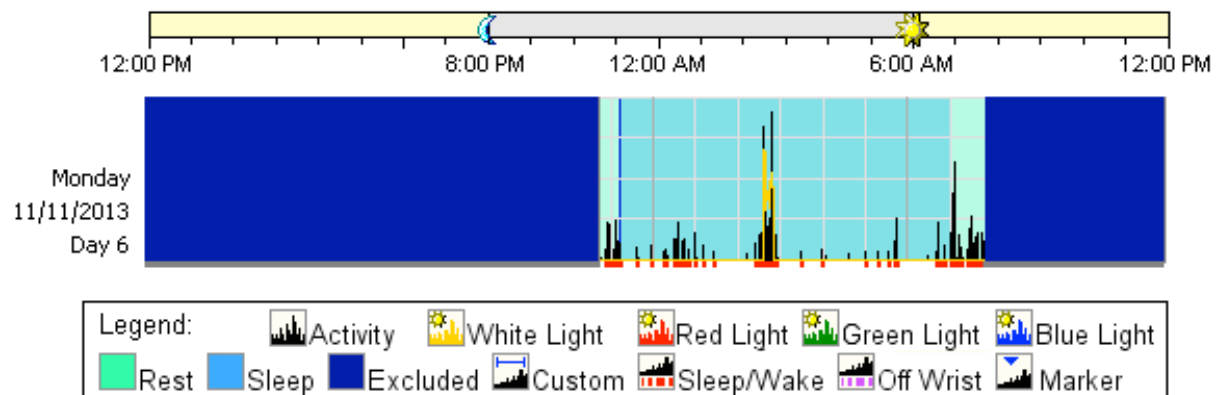 12:00 PM 8:00 PM 12:00 AM 6:00 AM 12:00 PM
Monday
11/11/2013
Day 6
Legend: Activity White Light Red Light Green Light Blue Light
Rest Sleep Excluded Custom Sleep/Wake Off Wrist Marker